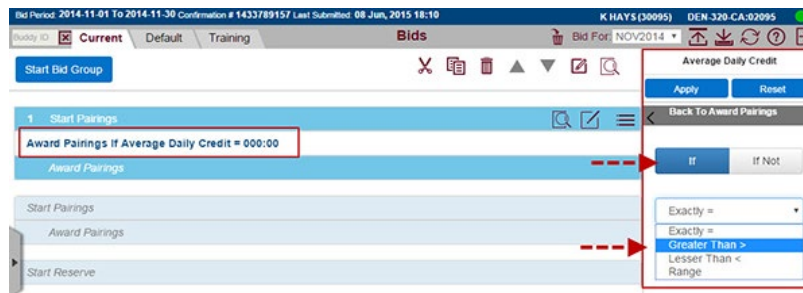 Bid Period: 2014-11-01 To 2014-11-30 Confirmation # 1433789157 Last Submitted: 08 Jun, 2015 18:10 K HAYS (30095) DEN-320-CA:02095
Buddy ID Current Default Training Bids Bid For: NOV2014
Start Bid Group
Average Daily Credit
Apply Reset
Back To Award Pairings
1 Start Pairings
Award Pairings If Average Daily Credit = 000:00
Award Pairings
If If Not
Start Pairings
Award Pairings
Start Reserve
Exactly =
Exactly =
Greater Than >
Lesser Than <
Range